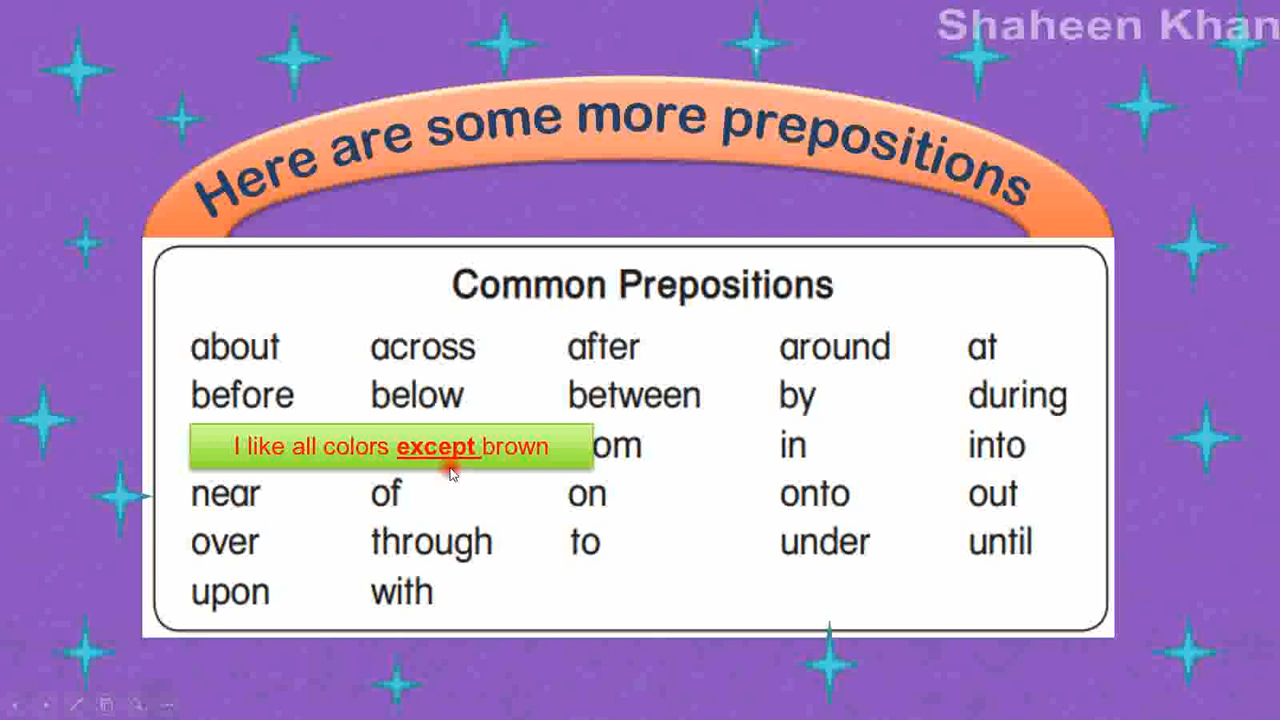 Shaheen Khan
Here are some more prepositions
Common Prepositions
about across after around at
before below between by during
I like all colors except brown om in into
near of on onto out
over through to under until
upon with